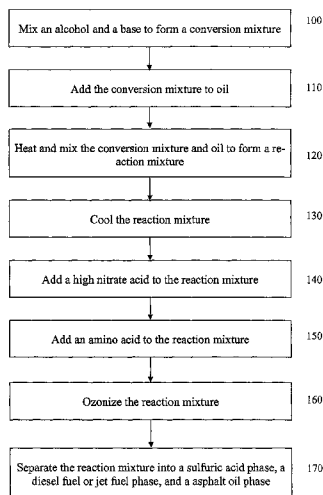 Mix an alcohol and a base to form a conversion mixture
100
Add the conversion mixture to oil
110
Heat and mix the conversion mixture and oil to form a re-
action mixture
120
Cool the reaction mixture
130
Add a high nitrate acid to the reaction mixture
140
Add an amino acid to the reaction mixture
150
Ozonize the reaction mixture
160
Separate the reaction mixture into a sulfuric acid phase, a
diesel fuel or jet fuel phase, and a asphalt oil phase
170